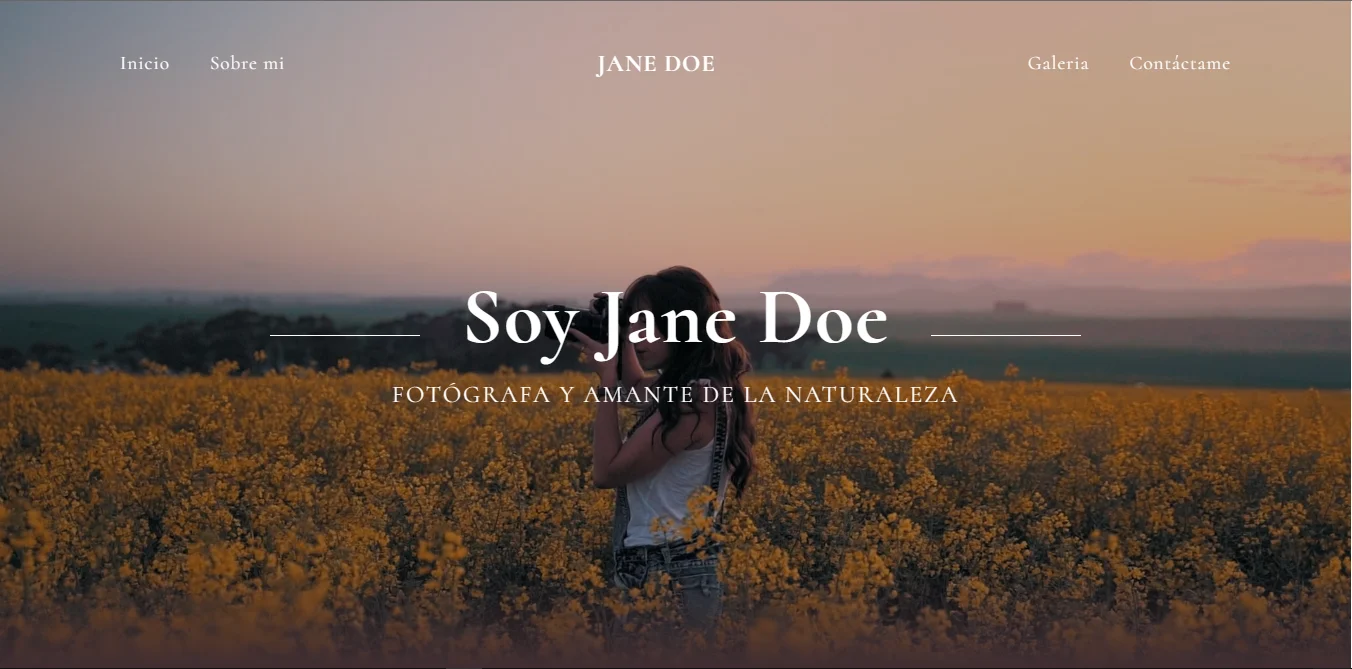 Inicio Sobre mi JANE DOE Galeria Contáctame
Soy Jane Doe
FOTÓGRAFA Y AMANTE DE LA NATURALEZA